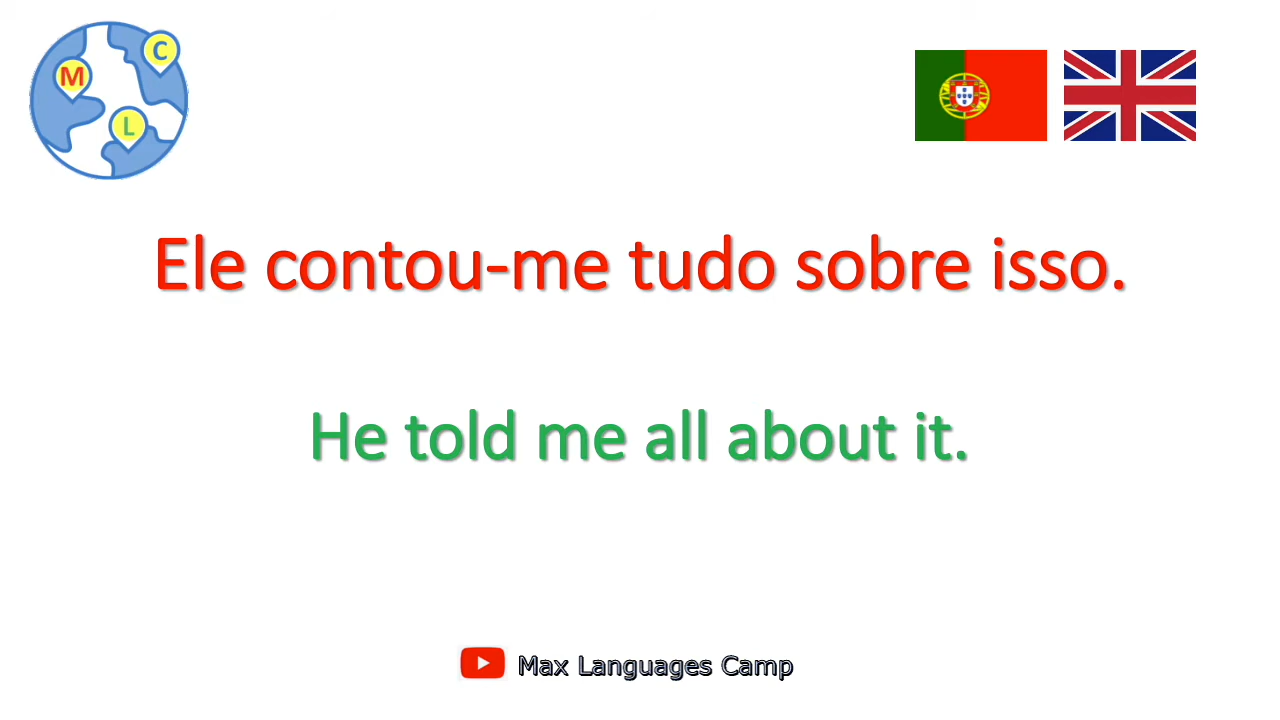 M
C
L
Ele contou-me tudo sobre isso.
He told me all about it.
Max Languages Camp